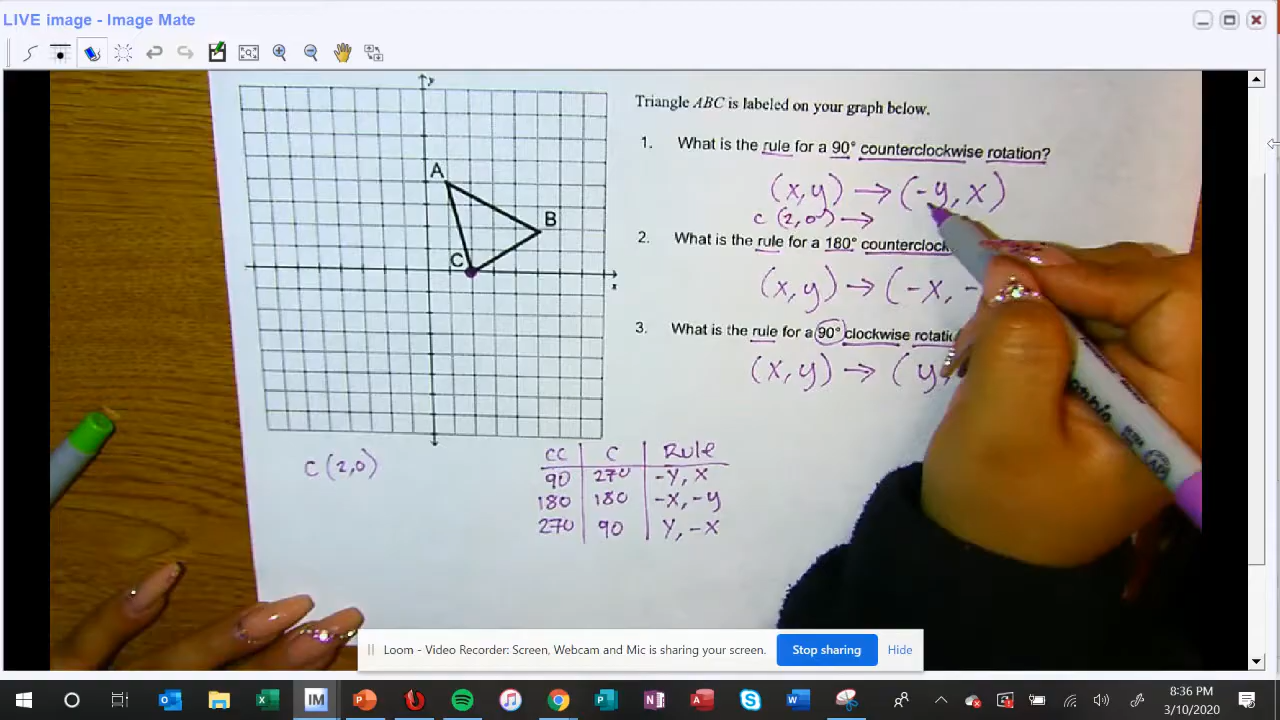 LIVE image - Image Mate
y
Triangle ABC is labeled on your graph below.
1. What is the rule for a 90° counterclockwise rotation?
A
(x,y) → (-y,x)
C (2,0) →
B
2. What is the rule for a 180°
C
x
(x,y) → (-x, -
3. What is the rule for a 90° clockwise
(x,y) → ( y,
C (2,0)
CC C Rule
90 270 -y, x
180 180 -x, -y
270 90 y, -x
Loom - Video Recorder: Screen, Webcam and Mic is sharing your screen.
Stop sharing
Hide
IM
8:36 PM
3/10/2020